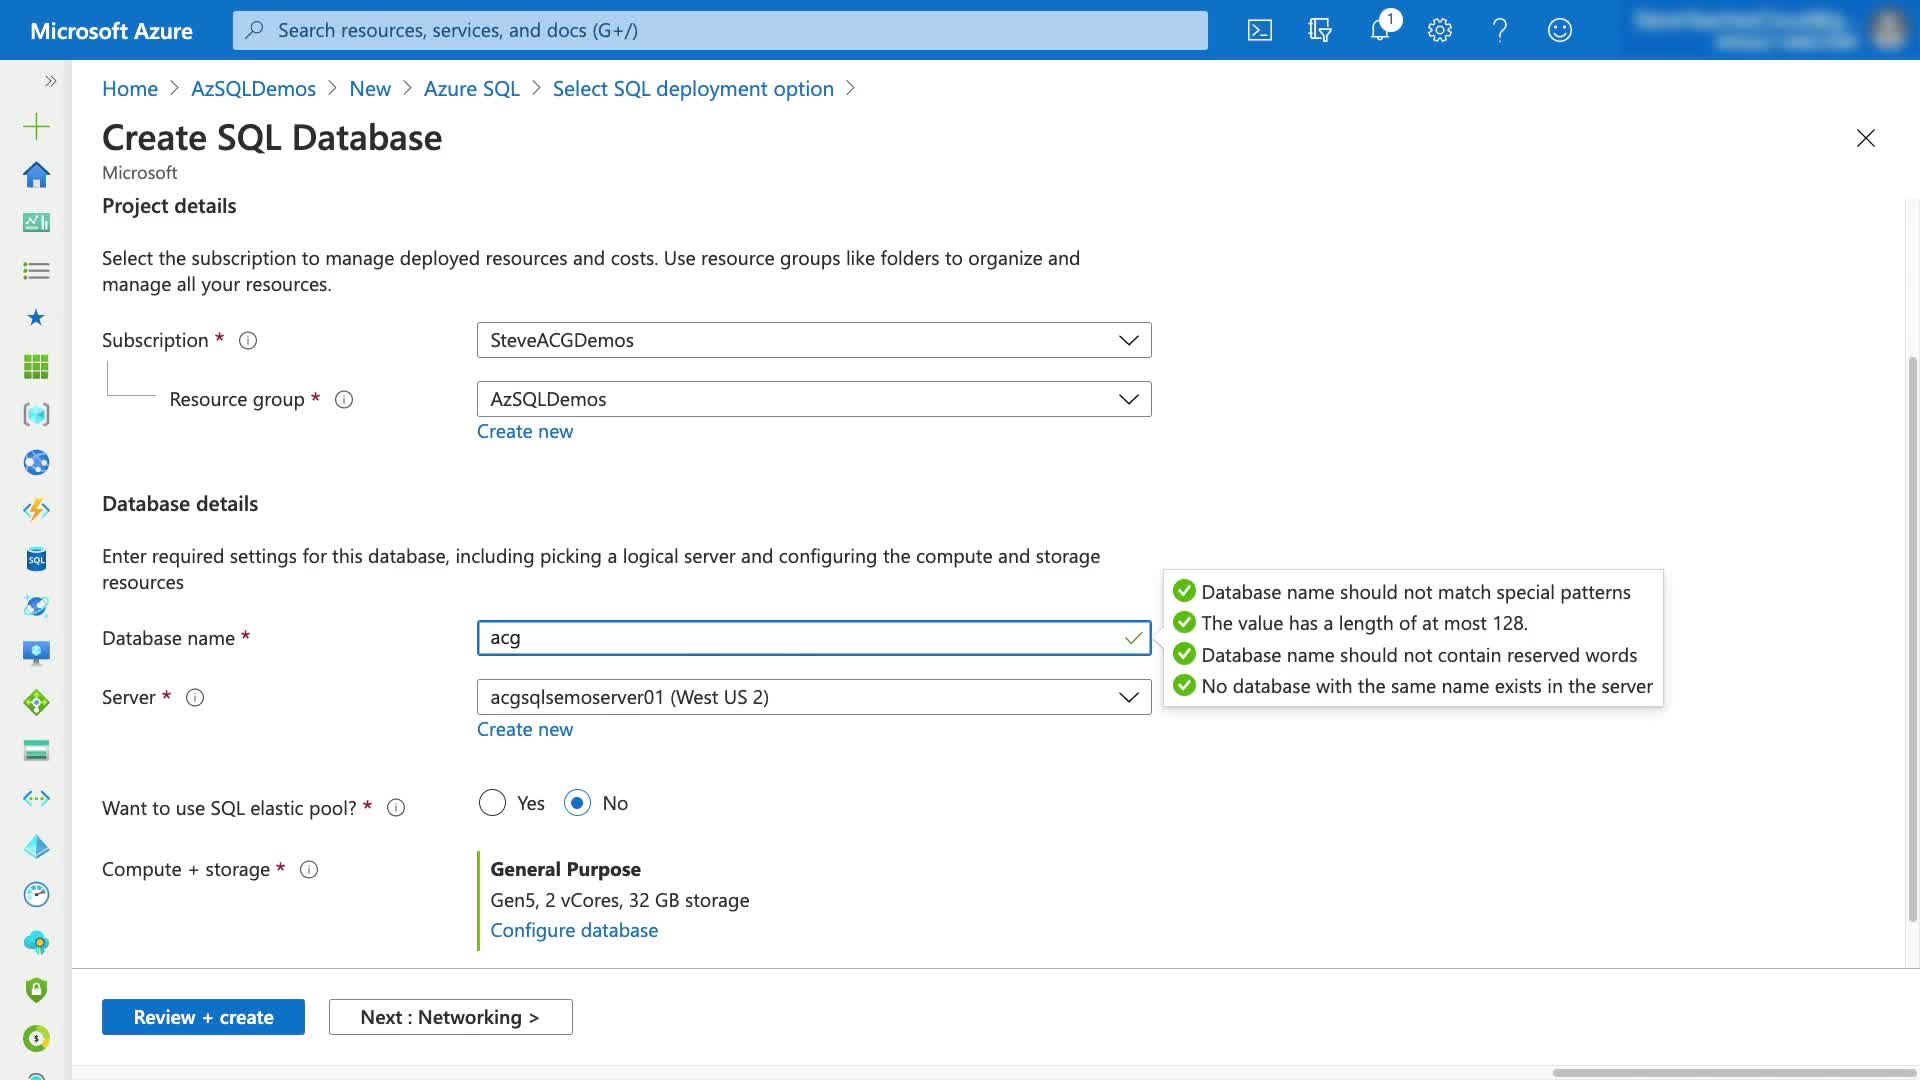 Microsoft Azure
Search resources, services, and docs (G+/)
1
Home > AzSQLDemos > New > Azure SQL > Select SQL deployment option >
Create SQL Database
Microsoft
Project details
Select the subscription to manage deployed resources and costs. Use resource groups like folders to organize and
manage all your resources.
Subscription *
SteveACGDemos
Resource group *
AzSQLDemos
Create new
Database details
Enter required settings for this database, including picking a logical server and configuring the compute and storage
resources
Database name *
acg
Database name should not match special patterns
The value has a length of at most 128.
Database name should not contain reserved words
No database with the same name exists in the server
Server *
acgsqlsemoserver01 (West US 2)
Create new
Want to use SQL elastic pool? *
Yes No
Compute + storage *
General Purpose
Gen5, 2 vCores, 32 GB storage
Configure database
Review + create
Next : Networking >
SQL